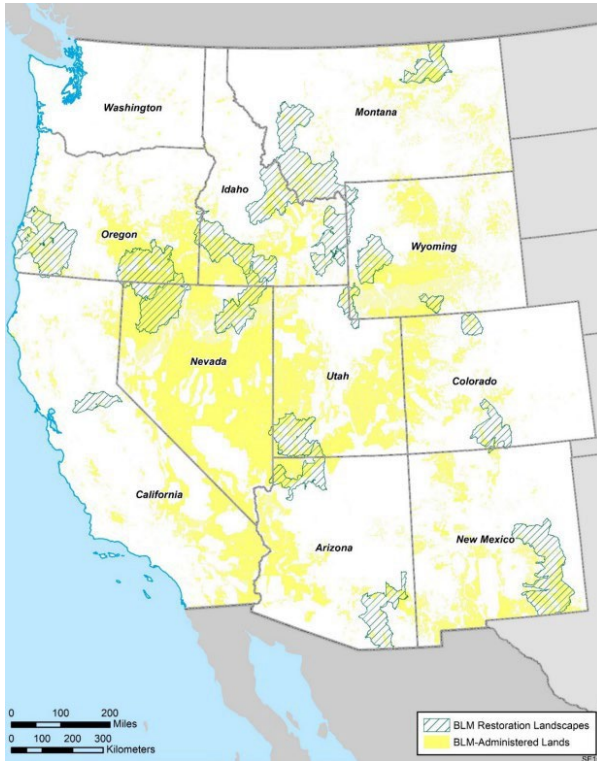 Washington
Montana
Idaho
Oregon
Wyoming
Nevada
Utah
Colorado
California
Arizona
New Mexico
0 100 200
Miles
0 100 200 300
Kilometers
BLM Restoration Landscapes
BLM-Administered Lands